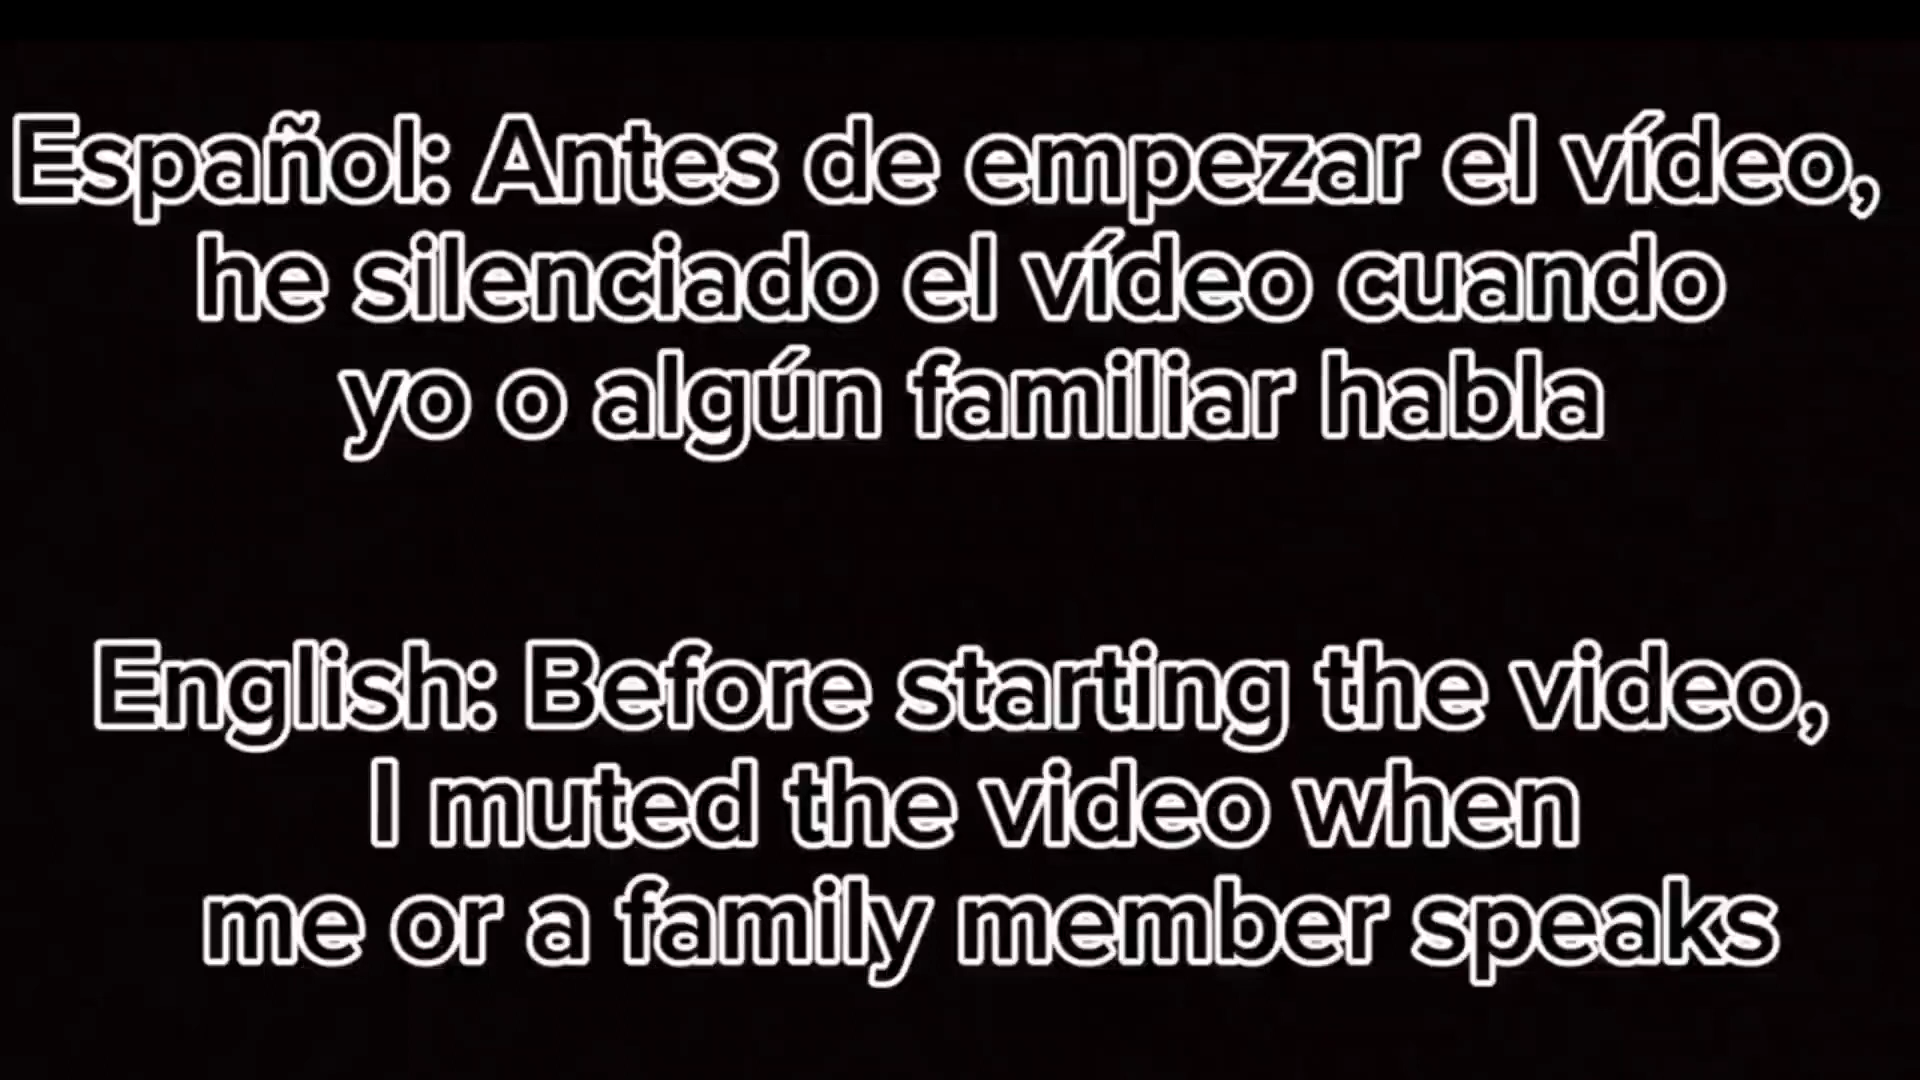 Español: Antes de empezar el vídeo,
he silenciado el vídeo cuando
yo o algún familiar habla
English: Before starting the video,
I muted the video when
me or a family member speaks